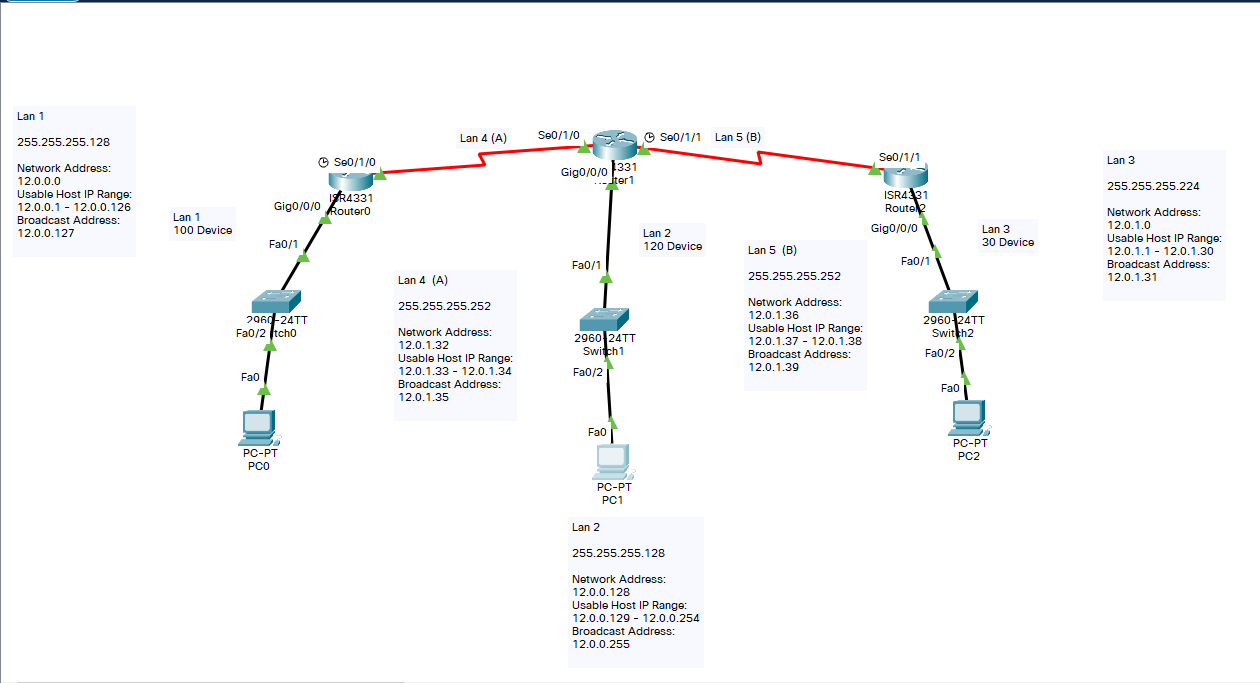 Lan 1
255.255.255.128
Network Address:
12.0.0.0
Usable Host IP Range:
12.0.0.1 - 12.0.0.126
Broadcast Address:
12.0.0.127
Lan 1
100 Device
Se0/1/0
ISR4331
Router0
Gig0/0/0
Fa0/1
2960-24TT
Fa0/2
Fa0
PC-PT
PC0
Lan 4 (A)
Lan 4  (A)
255.255.255.252
Network Address:
12.0.1.32
Usable Host IP Range:
12.0.1.33 - 12.0.1.34
Broadcast Address:
12.0.1.35
Se0/1/0
Se0/1/1
Gig0/0/0
Lan 2
120 Device
Fa0/1
2960-24TT
Switch1
Fa0/2
Fa0
PC-PT
PC1
Lan 2
255.255.255.128
Network Address:
12.0.0.128
Usable Host IP Range:
12.0.0.129 - 12.0.0.254
Broadcast Address:
12.0.0.255
Lan 5 (B)
Lan 5  (B)
255.255.255.252
Network Address:
12.0.1.36
Usable Host IP Range:
12.0.1.37 - 12.0.1.38
Broadcast Address:
12.0.1.39
Se0/1/1
ISR4331
Router2
Gig0/0/0
Lan 3
30 Device
Fa0/1
2960-24TT
Switch2
Fa0/2
Fa0
PC-PT
PC2
Lan 3
255.255.255.224
Network Address:
12.0.1.0
Usable Host IP Range:
12.0.1.1 - 12.0.1.30
Broadcast Address:
12.0.1.31